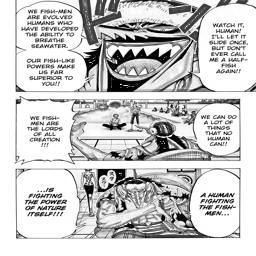 WATCH IT,
HUMAN!
I'LL LET IT
SLIDE ONCE,
BUT DON'T
EVER CALL
ME A HALF-
FISH
AGAIN!!
WE FISH-MEN
ARE EVOLVED
HUMANS WHO
HAVE DEVELOPED
THE ABILITY TO
BREATHE
SEAWATER.
OUR FISH-LIKE
POWERS MAKE
US FAR
SUPERIOR TO
YOU!!
WE CAN DO
A LOT OF
THINGS
THAT NO
HUMAN
CAN!!
WE FISH-
MEN ARE
THE LORDS
OF ALL
CREATION
!!!
A HUMAN
FIGHTING
THE FISH-
MEN...
...IS
FIGHTING
THE POWER
OF NATURE
ITSELF!!!